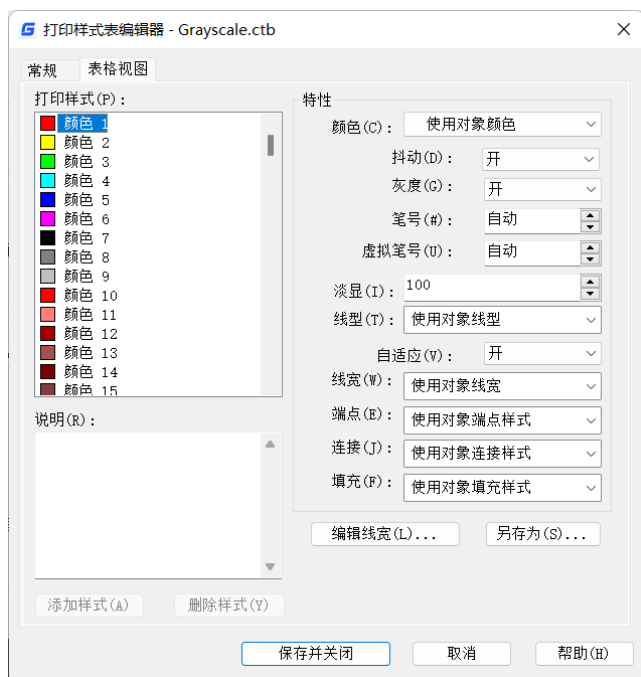 打印样式表编辑器 - Grayscale.ctb
常规 表格视图
打印样式(P):
颜色 1
颜色 2
颜色 3
颜色 4
颜色 5
颜色 6
颜色 7
颜色 8
颜色 9
颜色 10
颜色 11
颜色 12
颜色 13
颜色 14
颜色 15
说明(R):
添加样式(A) 删除样式(Y)
特性
颜色(C): 使用对象颜色
抖动(D): 开
灰度(G): 开
笔号(#): 自动
虚拟笔号(U): 自动
淡显(I): 100
线型(T): 使用对象线型
自适应(V): 开
线宽(W): 使用对象线宽
端点(E): 使用对象端点样式
连接(J): 使用对象连接样式
填充(F): 使用对象填充样式
编辑线宽(L)... 另存为(S)...
保存并关闭 取消 帮助(H)